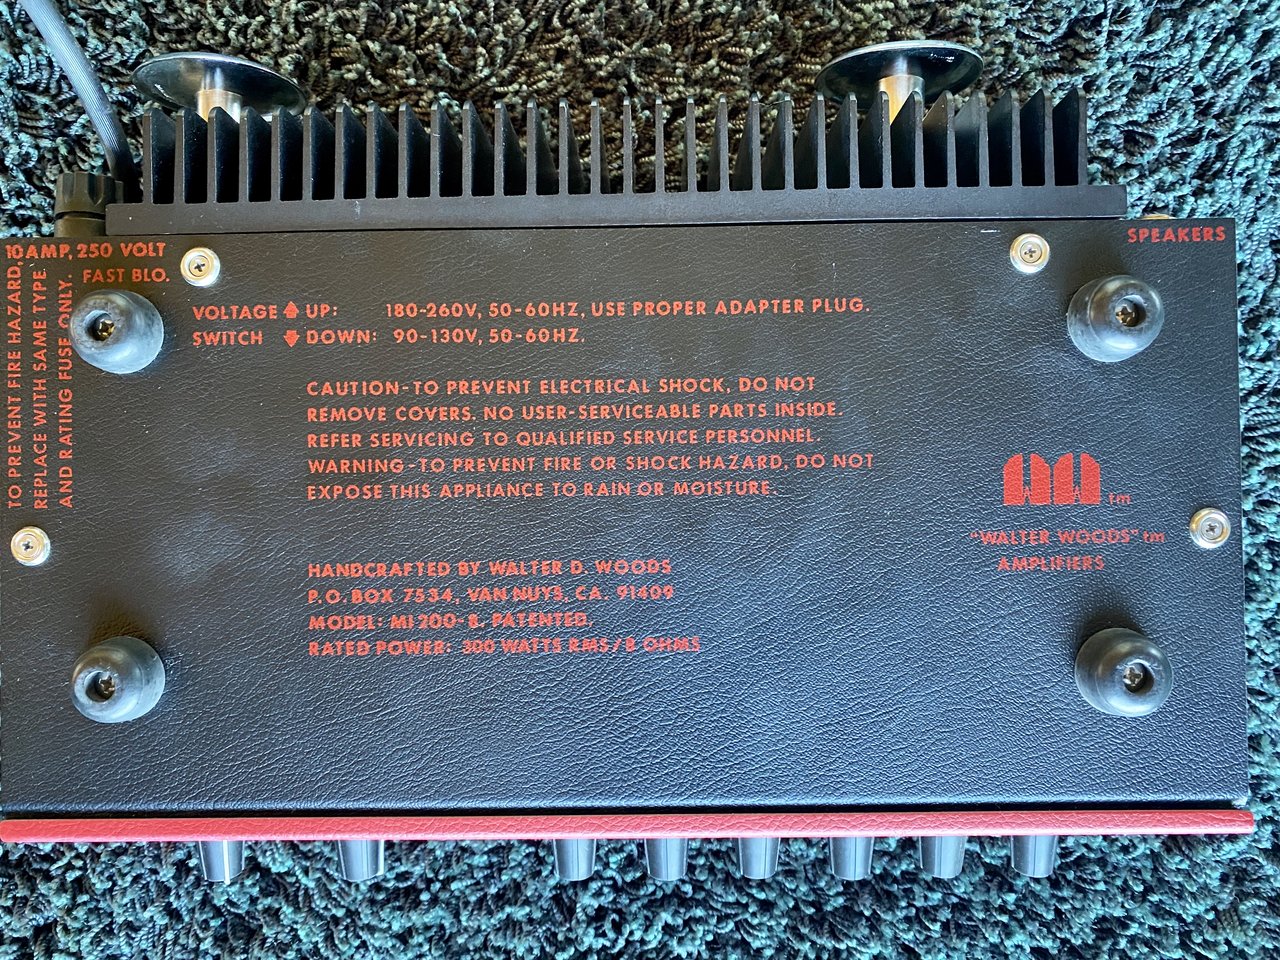 10 AMP, 250 VOLT
FAST BLO.
TO PREVENT FIRE HAZARD,
REPLACE WITH SAME TYPE
AND RATING FUSE ONLY.
SPEAKERS
VOLTAGE UP: 180-260V, 50-60HZ, USE PROPER ADAPTER PLUG.
SWITCH DOWN: 90-130V, 50-60HZ.
CAUTION-TO PREVENT ELECTRICAL SHOCK, DO NOT
REMOVE COVERS. NO USER-SERVICEABLE PARTS INSIDE.
REFER SERVICING TO QUALIFIED SERVICE PERSONNEL.
WARNING-TO PREVENT FIRE OR SHOCK HAZARD, DO NOT
EXPOSE THIS APPLIANCE TO RAIN OR MOISTURE.
tm
"WALTER WOODS" tm
AMPLIFIERS
HANDCRAFTED BY WALTER D. WOODS
P.O. BOX 7534, VAN NUYS, CA. 91409
MODEL: MI 200-8. PATENTED.
RATED POWER: 300 WATTS RMS/8 OHMS